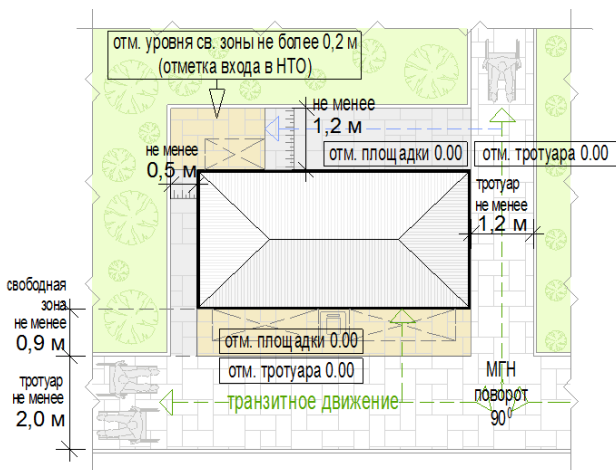 отм. уровня св. зоны не более 0,2 м
(отметка входа в НТО)
не менее
1,2 м
отм. площадки 0.00
отм. тротуара 0.00
не менее
0,5 м
тротуар
не менее
1,2 м
свободная
зона
не менее
0,9 м
отм. площадки 0.00
отм. тротуара 0.00
тротуар
не менее
2,0 м
транзитное движение
МГН
поворот
90⁰